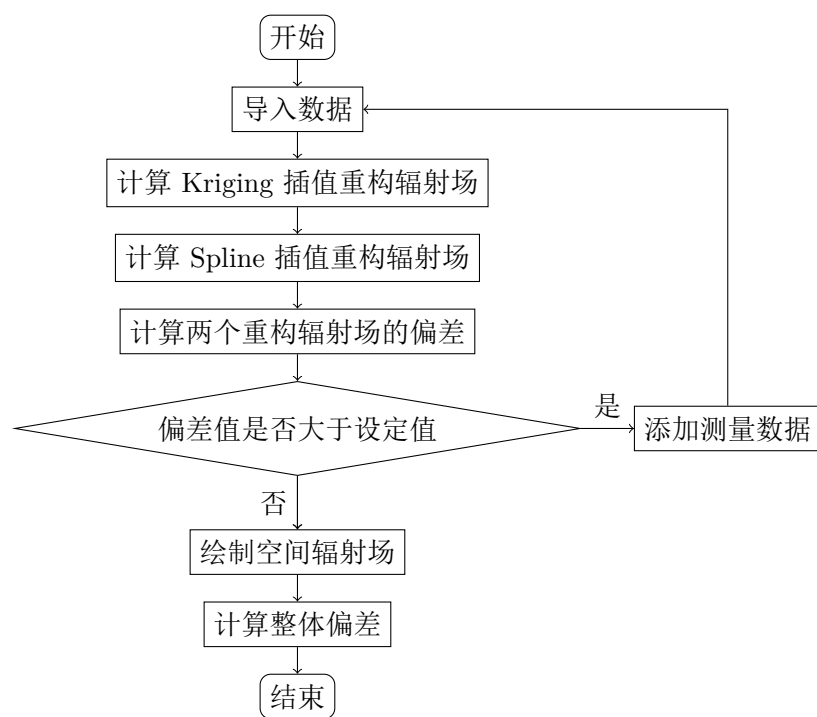 开始
导入数据
计算 Kriging 插值重构辐射场
计算 Spline 插值重构辐射场
计算两个重构辐射场的偏差
偏差值是否大于设定值
是
添加测量数据
否
绘制空间辐射场
计算整体偏差
结束